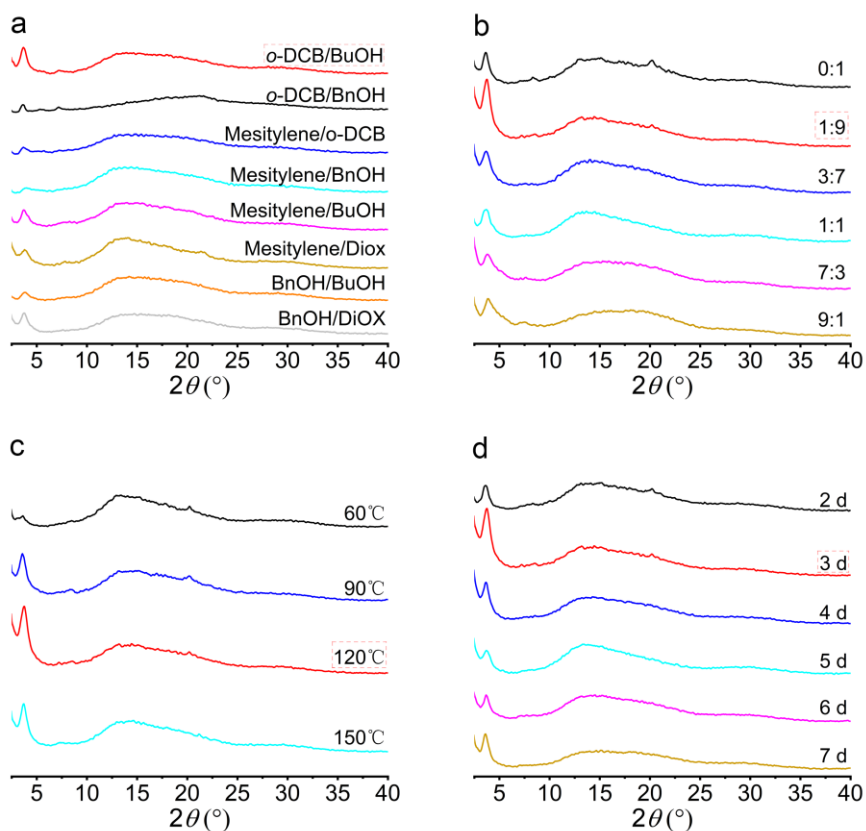 a
o-DCB/BuOH
o-DCB/BnOH
Mesitylene/o-DCB
Mesitylene/BnOH
Mesitylene/BuOH
Mesitylene/Diox
BnOH/BuOH
BnOH/DiOX
5 10 15 20 25 30 35 40
2θ (°)
b
0:1
1:9
3:7
1:1
7:3
9:1
5 10 15 20 25 30 35 40
2θ (°)
c
60℃
90℃
120℃
150℃
5 10 15 20 25 30 35 40
2θ (°)
d
2 d
3 d
4 d
5 d
6 d
7 d
5 10 15 20 25 30 35 40
2θ (°)